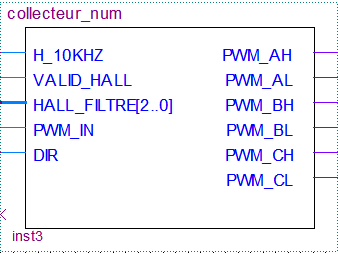 collecteur_num
H_10KHZ PWM_AH
VALID_HALL PWM_AL
HALL_FILTRE[2..0] PWM_BH
PWM_IN PWM_BL
DIR PWM_CH
PWM_CL
inst3